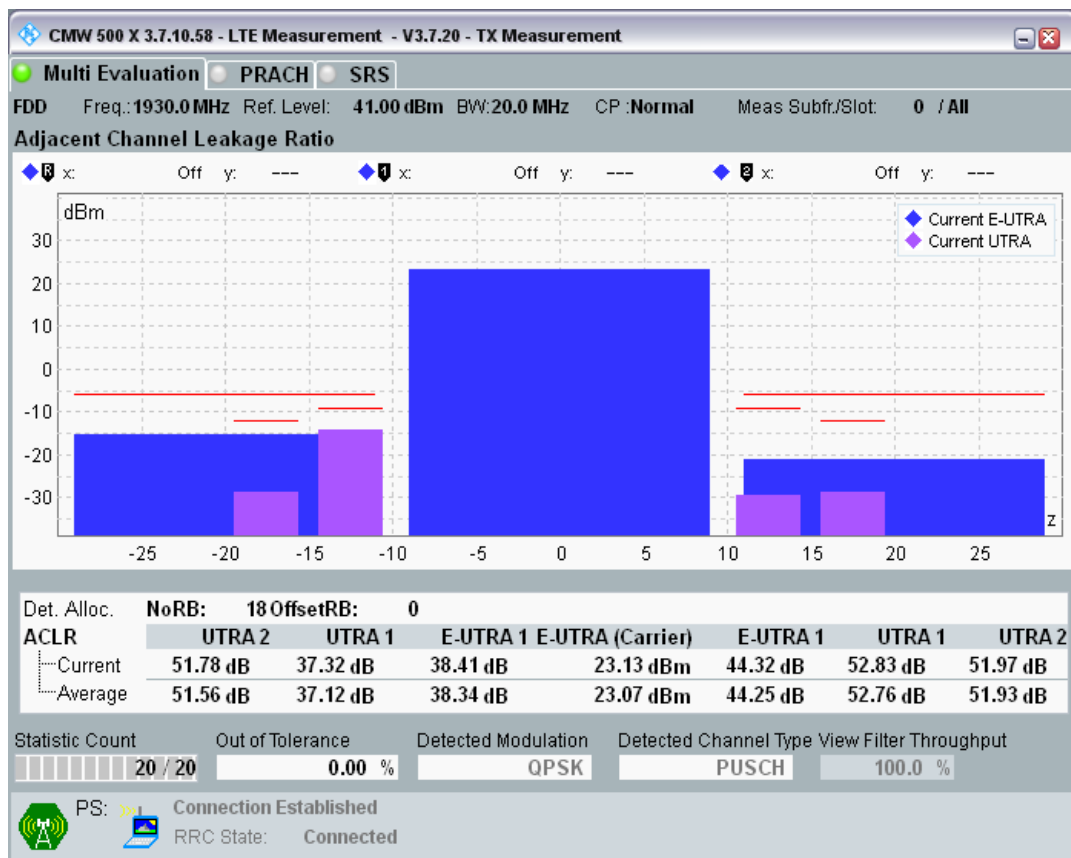 CMW 500 X 3.7.10.58 - LTE Measurement - V3.7.20 - TX Measurement
Multi Evaluation PRACH SRS
FDD Freq.:1930.0 MHz Ref. Level: 41.00 dBm BW:20.0 MHz CP :Normal Meas Subfr./Slot: 0 / All
Adjacent Channel Leakage Ratio
R x: Off y: --- 1 x: Off y: --- 2 x: Off y: ---
dBm
Current E-UTRA
Current UTRA
30
20
10
0
-10
-20
-30
z
-25 -20 -15 -10 -5 0 5 10 15 20 25
Det. Alloc. NoRB: 18 OffsetRB: 0
ACLR UTRA 2 UTRA 1 E-UTRA 1 E-UTRA (Carrier) E-UTRA 1 UTRA 1 UTRA 2
Current 51.78 dB 37.32 dB 38.41 dB 23.13 dBm 44.32 dB 52.83 dB 51.97 dB
Average 51.56 dB 37.12 dB 38.34 dB 23.07 dBm 44.25 dB 52.76 dB 51.93 dB
Statistic Count Out of Tolerance Detected Modulation Detected Channel Type View Filter Throughput
20 / 20 0.00 % QPSK PUSCH 100.0 %
PS: Connection Established
RRC State: Connected